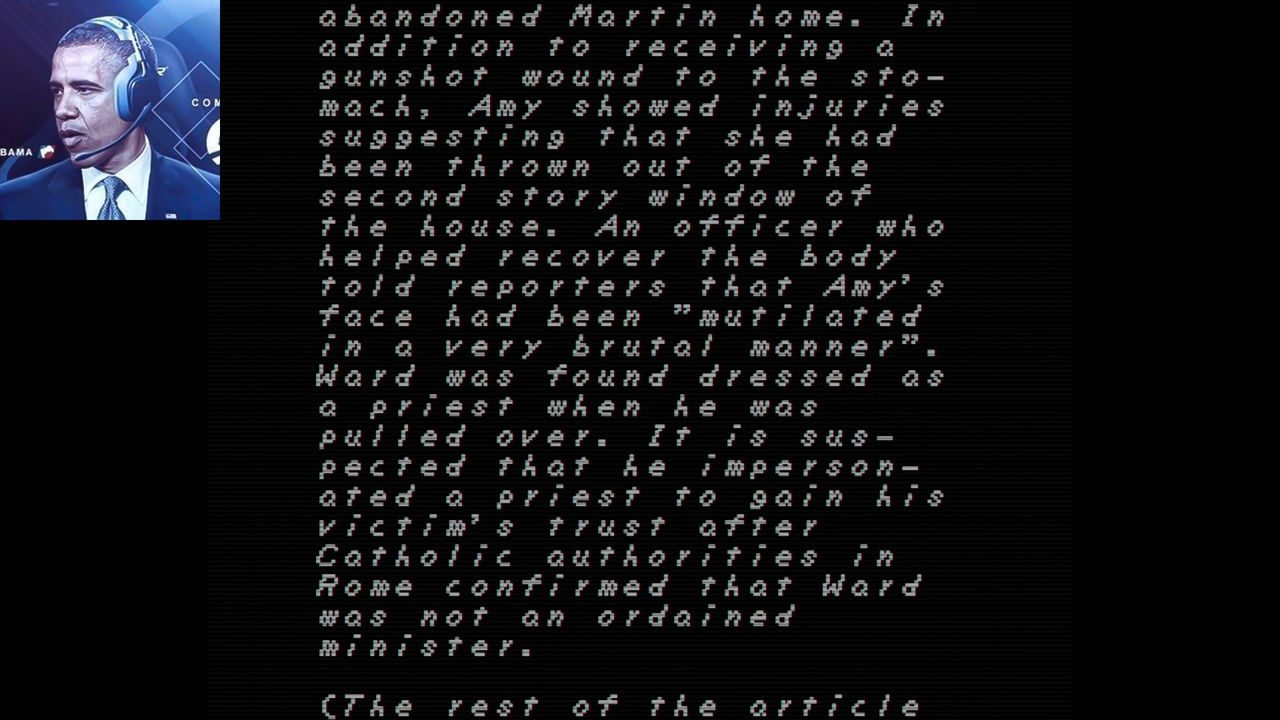 COM
BAMA
abandoned Martin home. In
addition to receiving a
gunshot wound to the sto-
mach, Amy showed injuries
suggesting that she had
been thrown out of the
second story window of
the house. An officer who
helped recover the body
told reporters that Amy's
face had been "mutilated
in a very brutal manner".
Ward was found dressed as
a priest when he was
pulled over. It is sus-
pected that he imperson-
ated a priest to gain his
victim's trust after
Catholic authorities in
Rome confirmed that Ward
was not an ordained
minister.
(The rest of the article